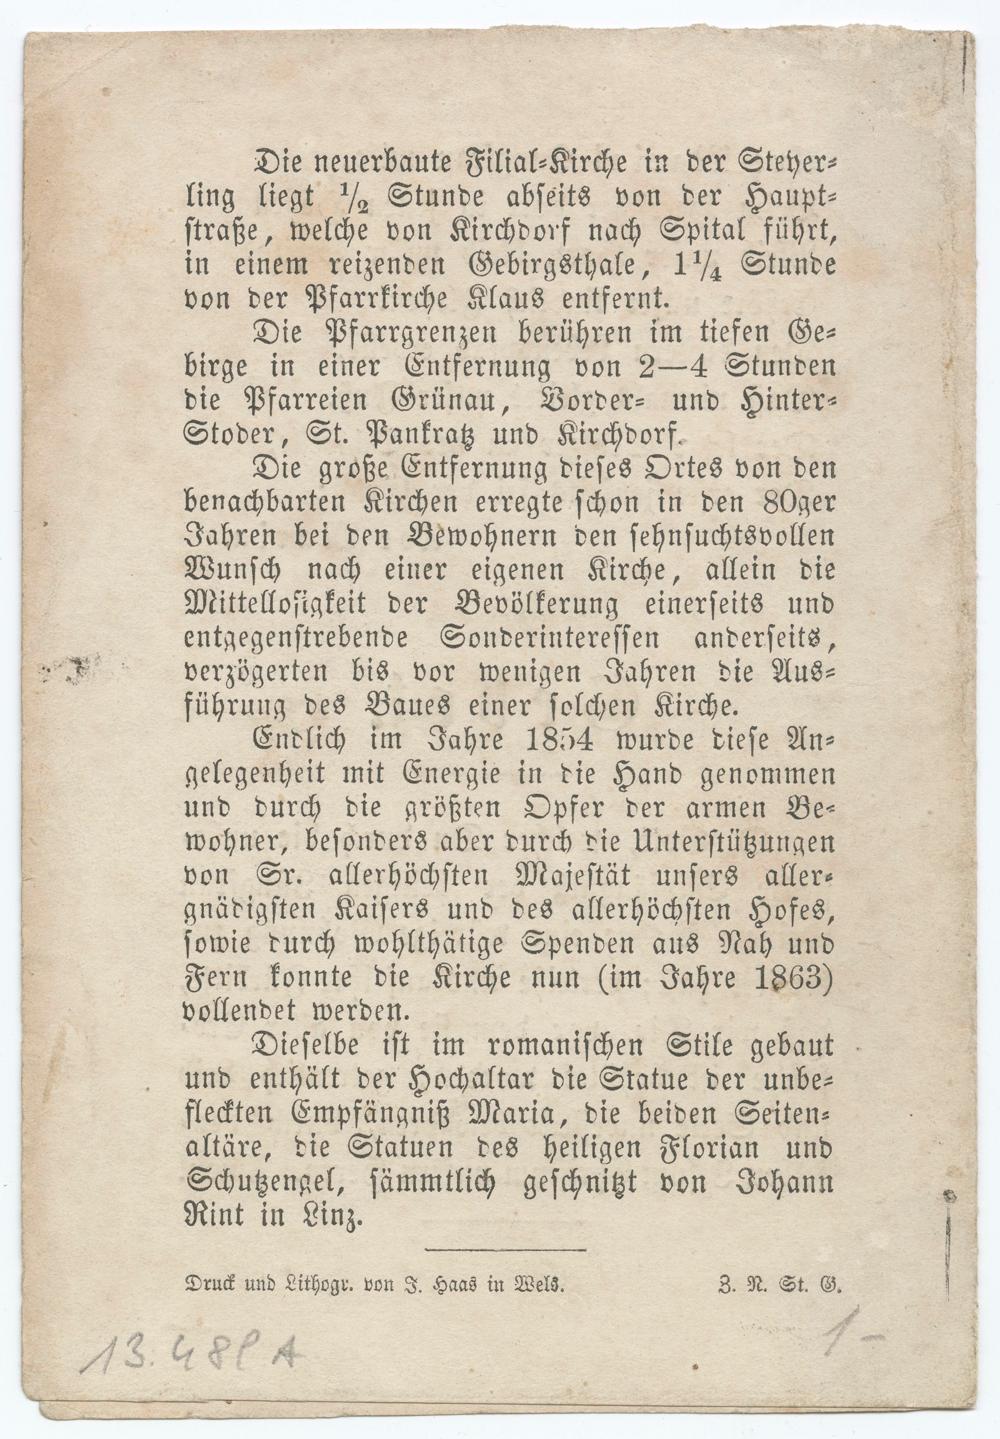 Die neuerbaute Filial-Kirche in der Steyer-
ling liegt 1/2 Stunde abseits von der Haupt-
straße, welche von Kirchdorf nach Spital führt,
in einem reizenden Gebirgsthale, 1 1/4 Stunde
von der Pfarrkirche Klaus entfernt.
Die Pfarrgrenzen berühren im tiefen Ge-
birge in einer Entfernung von 2—4 Stunden
die Pfarreien Grünau, Vorder- und Hinter-
Stoder, St. Pankratz und Kirchdorf.
Die große Entfernung dieses Ortes von den
benachbarten Kirchen erregte schon in den 80ger
Jahren bei den Bewohnern den sehnsuchtsvollen
Wunsch nach einer eigenen Kirche, allein die
Mittellosigkeit der Bevölkerung einerseits und
entgegenstrebende Sonderinteressen anderseits,
verzögerten bis vor wenigen Jahren die Aus-
führung des Baues einer solchen Kirche.
Endlich im Jahre 1854 wurde diese An-
gelegenheit mit Energie in die Hand genommen
und durch die größten Opfer der armen Be-
wohner, besonders aber durch die Unterstützungen
von Sr. allerhöchsten Majestät unsers aller-
gnädigsten Kaisers und des allerhöchsten Hofes,
sowie durch wohlthätige Spenden aus Nah und
Fern konnte die Kirche nun (im Jahre 1863)
vollendet werden.
Dieselbe ist im romanischen Stile gebaut
und enthält der Hochaltar die Statue der unbe-
fleckten Empfängniß Maria, die beiden Seiten-
altäre, die Statuen des heiligen Florian und
Schutzengel, sämmtlich geschnitzt von Johann
Rint in Linz.
Druck und Lithogr. von J. Haas in Wels. Z. N. St. G.
1-
13.48 A